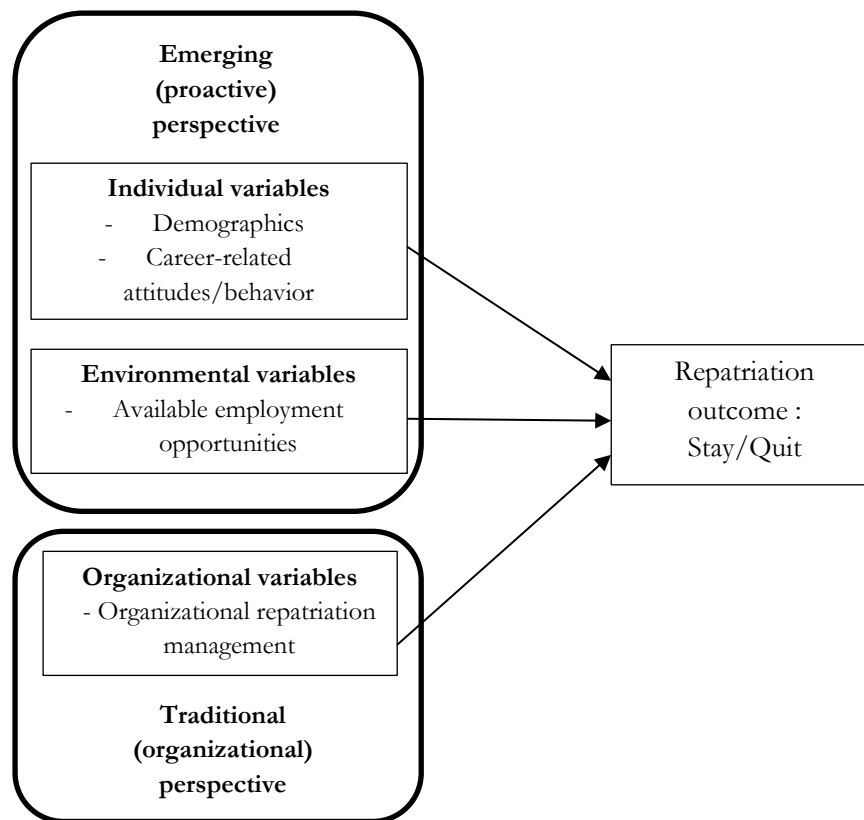 Emerging
(proactive)
perspective
Individual variables
- Demographics
- Career-related
attitudes/behavior
Environmental variables
- Available employment
opportunities
Repatriation
outcome :
Stay/Quit
Organizational variables
- Organizational repatriation
management
Traditional
(organizational)
perspective